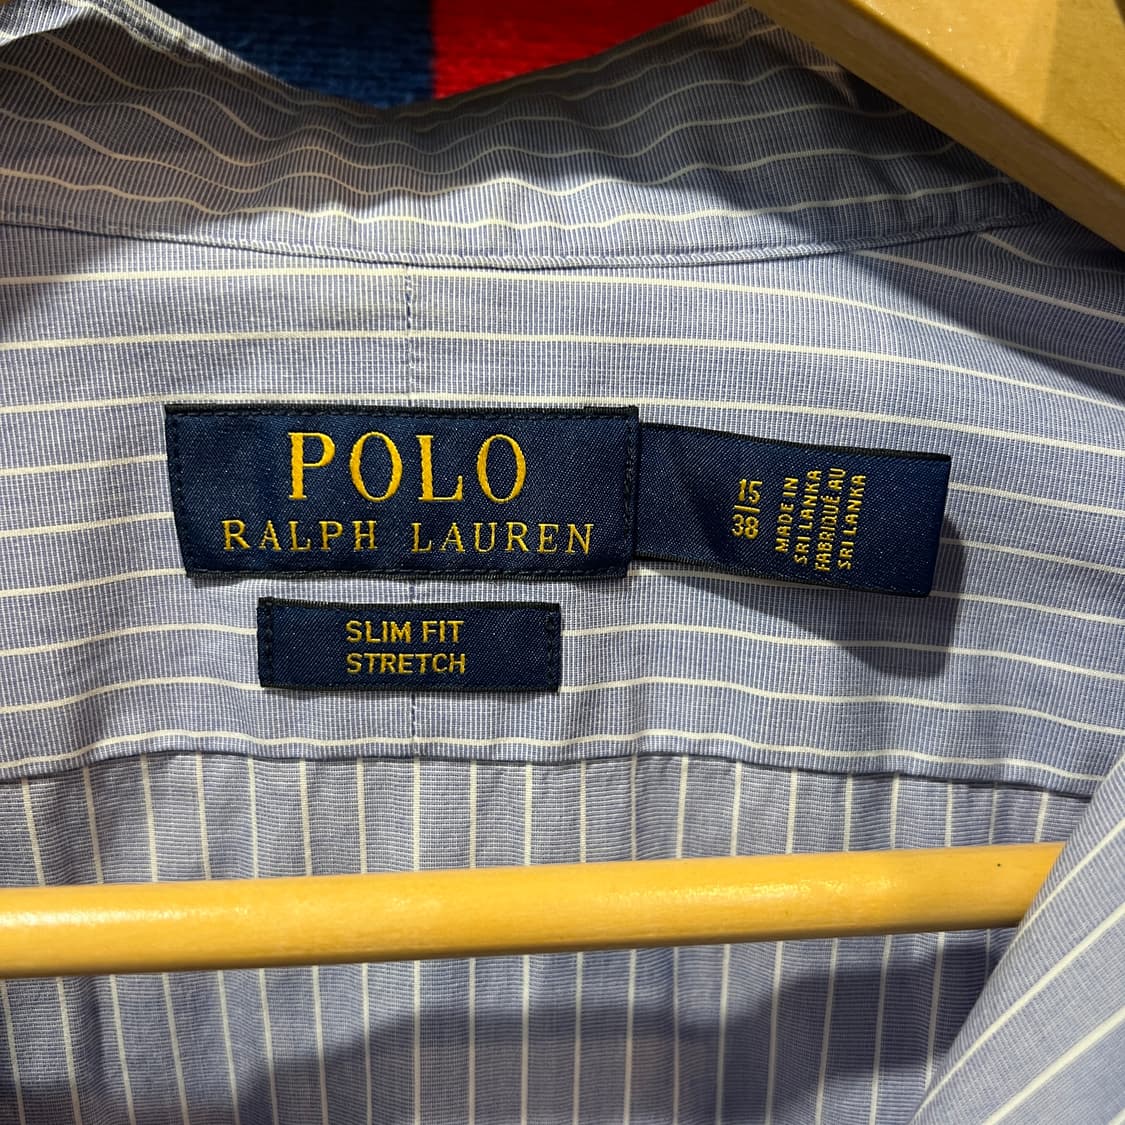 POLO
RALPH LAUREN
15
38
MADE IN
SRI LANKA
FABRIQUÉ AU
SRI LANKA
SLIM FIT
STRETCH